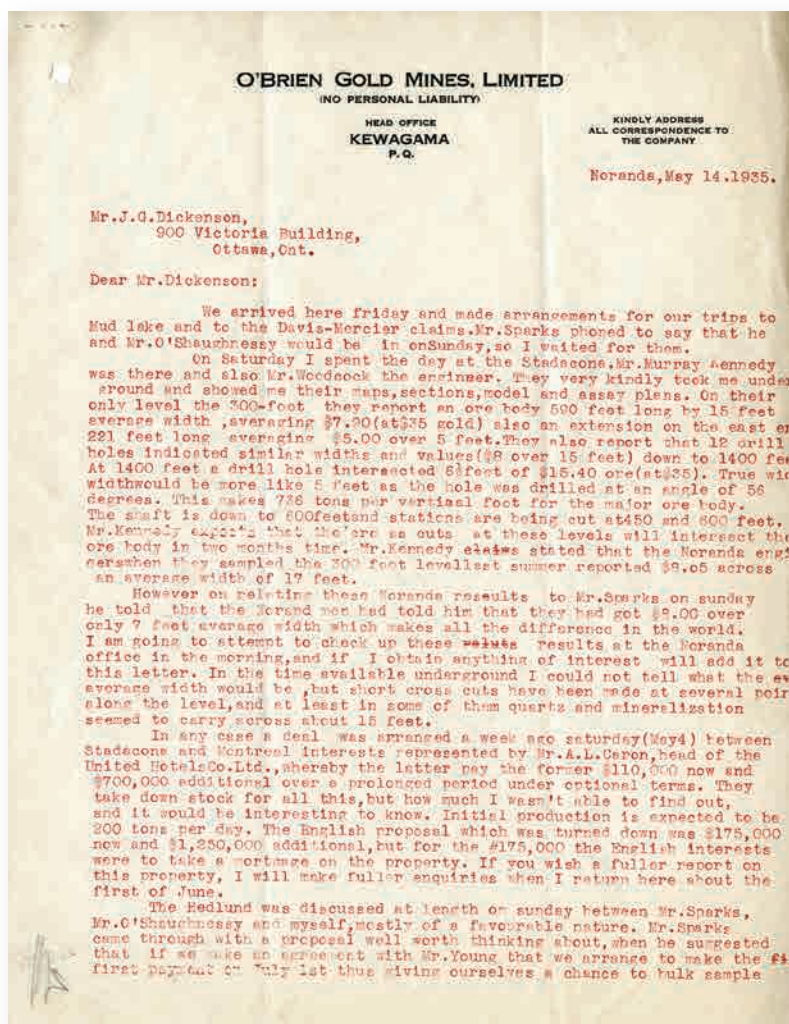 O'BRIEN GOLD MINES, LIMITED
(NO PERSONAL LIABILITY)
HEAD OFFICE
KEWAGAMA
P. Q.
KINDLY ADDRESS
ALL CORRESPONDENCE TO
THE COMPANY
Noranda,May 14.1935.
Mr.J.G.Dickenson,
900 Victoria Building,
Ottawa,Ont.
Dear Mr.Dickenson:
We arrived here friday and made arrangements for our trips to
Mud lake and to the Davis-Mercier claims.Mr.Sparks phoned to say that he
and Mr.O'Shaughnessy would be in onSunday,so I waited for them.
On Saturday I spent the day at the Stadacona.Mr.Murray Kennedy
was there and also Mr.Woodcock the engineer. They very kindly took me under
ground and showed me their maps,sections,model and assay plans. On their
only level the 300-foot they report an ore body 590 feet long by 15 feet
average width ,averaging $7.20(at$35 gold) also an extension on the east en
221 feet long averaging $5.00 over 5 feet.They also report that 12 drill
holes indicated similar widths and values($8 over 15 feet) down to 1400 fee
At 1400 feet a drill hole intersected feet of $15.40 ore(at$35). True wid
widthwould be more like 5 feet as the hole was drilled at an angle of 56
degrees. This makes 736 tons per vertical foot for the major ore body.
The shaft is down to 600feetand stations are being cut at450 and 600 feet.
Mr.Kennedy expects that the cuts at these levels will intersect the
ore body in two months time. Mr.Kennedy claims stated that the Noranda engi
eerswhen they sampled the 300 foot levellast summer reported $8.05 across
an average width of 17 feet.
However on relating these Noranda reseults to Mr.Sparks on sunday
he told that the Norand men had told him that they had got $8.00 over
only 7 feet average width which makes all the difference in the world.
I am going to attempt to check up these results at the Noranda
office in the morning,and if I obtain anything of interest will add it to
this letter. In the time available underground I could not tell what the
average width would be ,but short cross cuts have been made at several poin
along the level,and at least in some of them quartz and mineralization
seemed to carry across about 15 feet.
In any case a deal was arranged a week ago saturday(May4) between
Stadacona and Montreal interests represented by Mr.A.L.Caron,head of the
United HotelsCo.Ltd.,whereby the latter pay the former $110,000 now and
$700,000 additional over a prolonged period under optional terms. They
take down stock for all this,but how much I wasn't able to find out,
and it would be interesting to know. Initial production is expected to be
200 tons per day. The English proposal which was turned down was $175,000
now and $1,250,000 additional,but for the #175,000 the English interests
were to take a mortmage on the property. If you wish a fuller report on
this property, I will make fuller enquiries when I return here about the
first of June.
The Hedlund was discussed at length on sunday between Mr.Sparks,
Mr.O'Shaughnessy and myself,mostly of a favourable nature. Mr.Sparks
came through with a proposal well worth thinking about,when he suggested
that if we make an agreement with Mr.Young that we arrange to make the fi
first payment on July 1st thus giving ourselves a chance to bulk sample